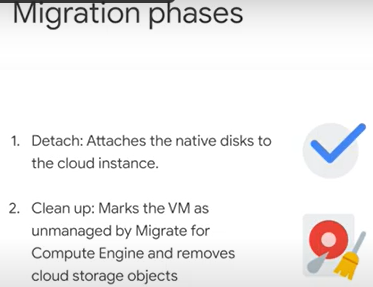 Migration phases
1. Detach: Attaches the native disks to
the cloud instance.
2. Clean up: Marks the VM as
unmanaged by Migrate for
Compute Engine and removes
cloud storage objects